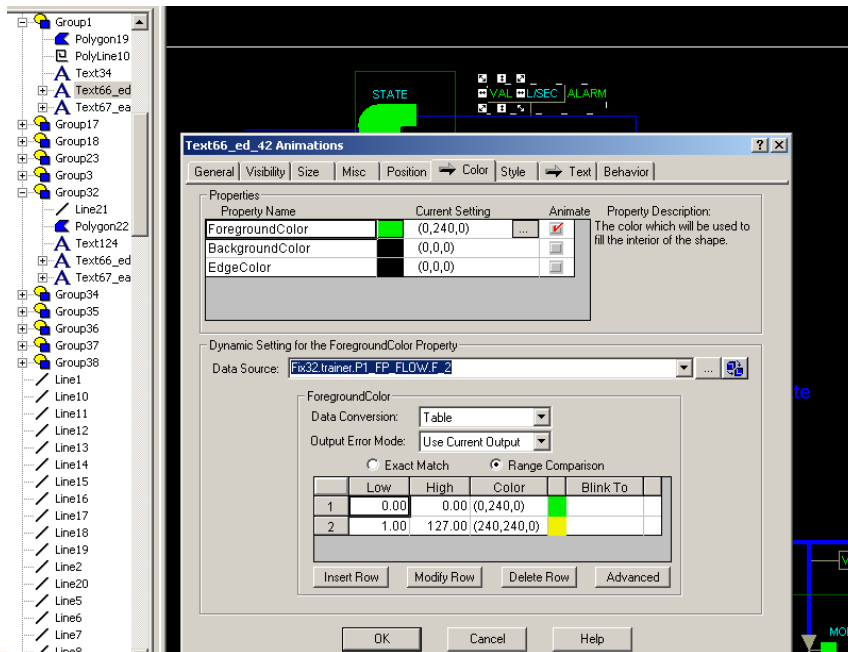 Group1
Polygon19
PolyLine10
Text34
Text66_ed
Text67_ea
Group17
Group18
Group23
Group3
Group32
Line21
Polygon22
Text124
Text66_ed
Text67_ea
Group34
Group35
Group36
Group37
Group38
Line1
Line10
Line11
Line12
Line13
Line14
Line15
Line16
Line17
Line18
Line19
Line2
Line20
Line5
Line6
Line7
Line8
STATE
VAL L/SEC ALARM
Text66_ed_42 Animations
General Visibility Size Misc Position Color Style Text Behavior
Properties
Property Name Current Setting Animate Property Description:
ForegroundColor (0,240,0) ... The color which will be used to
BackgroundColor (0,0,0) fill the interior of the shape.
EdgeColor (0,0,0)
Dynamic Setting for the ForegroundColor Property
Data Source: Fix32.trainer.P1_FP_FLOW.F_2 ...
ForegroundColor
Data Conversion: Table
Output Error Mode: Use Current Output
Exact Match Range Comparison
Low High Color Blink To
1 0.00 0.00 (0,240,0)
2 1.00 127.00 (240,240,0)
Insert Row Modify Row Delete Row Advanced
OK Cancel Help
te
V
MO